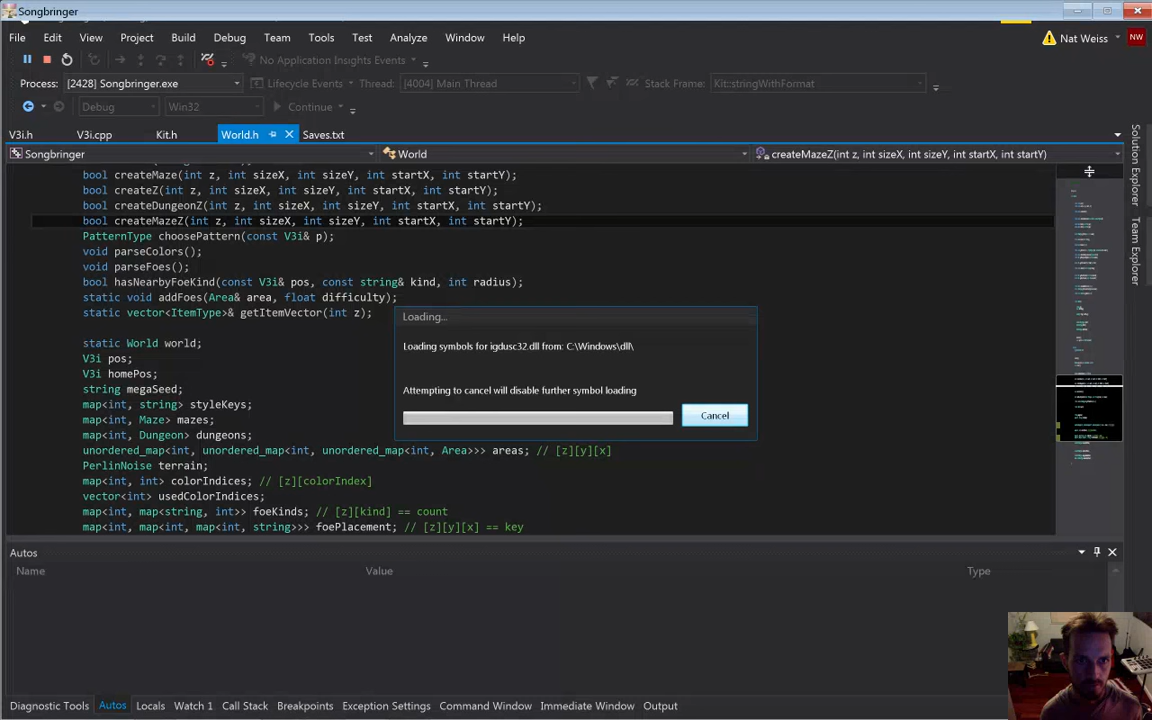 Songbringer
File Edit View Project Build Debug Team Tools Test Analyze Window Help
Nat Weiss NW
No Application Insights Events
Process: [2428] Songbringer.exe Lifecycle Events Thread: [4004] Main Thread Stack Frame: Kit::stringWithFormat
Debug Win32 Continue
V3i.h V3i.cpp Kit.h World.h Saves.txt
Songbringer World createMazeZ(int z, int sizeX, int sizeY, int startX, int startY)
bool createMaze(int z, int sizeX, int sizeY, int startX, int startY);
bool createZ(int z, int sizeX, int sizeY, int startX, int startY);
bool createDungeonZ(int z, int sizeX, int sizeY, int startX, int startY);
bool createMazeZ(int z, int sizeX, int sizeY, int startX, int startY);
PatternType choosePattern(const V3i& p);
void parseColors();
void parseFoes();
bool hasNearbyFoeKind(const V3i& pos, const string& kind, int radius);
static void addFoes(Area& area, float difficulty);
static vector<ItemType>& getItemVector(int z);
static World world;
V3i pos;
V3i homePos;
string megaSeed;
map<int, string> styleKeys;
map<int, Maze> mazes;
map<int, Dungeon> dungeons;
unordered_map<int, unordered_map<int, unordered_map<int, Area>>> areas; // [z][y][x]
PerlinNoise terrain;
map<int, int> colorIndices; // [z][colorIndex]
vector<int> usedColorIndices;
map<int, map<string, int>> foeKinds; // [z][kind] == count
map<int, map<int, map<int, string>>> foePlacement; // [z][y][x] == key
Loading...
Loading symbols for igdusc32.dll from: C:\Windows\dll\
Attempting to cancel will disable further symbol loading
Cancel
Solution Explorer
Team Explorer
Autos
Name Value Type
Diagnostic Tools Autos Locals Watch 1 Call Stack Breakpoints Exception Settings Command Window Immediate Window Output